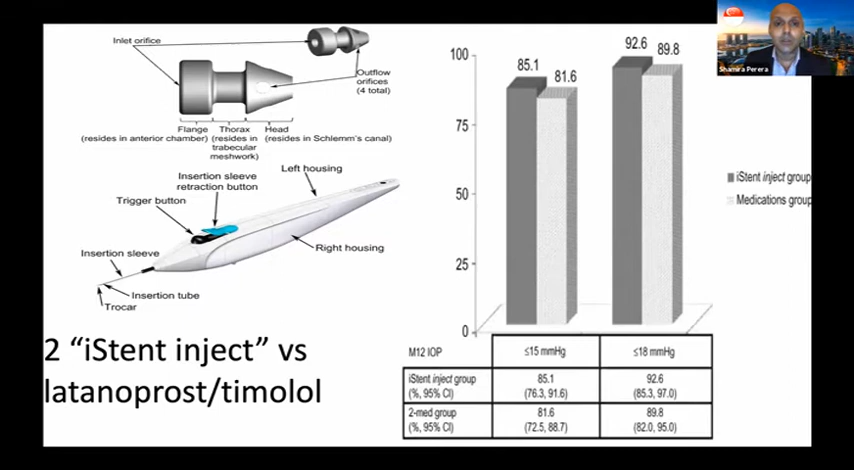 Inlet orifice
Outflow
orifices
(4 total)
Flange
(resides in anterior chamber)
Thorax
(resides in
trabecular
meshwork)
Head
(resides in Schlemm's canal)
Insertion sleeve
retraction button
Left housing
Trigger button
Right housing
Insertion sleeve
Insertion tube
Trocar
2 “iStent inject” vs
latanoprost/timolol
100
75
50
25
0
85.1
81.6
92.6
89.8
iStent inject group
Medications group
M12 IOP ≤15 mmHg ≤18 mmHg
iStent inject group 85.1 92.6
(%, 95% CI) (76.3, 91.6) (85.3, 97.0)
2-med group 81.6 89.8
(%, 95% CI) (72.5, 88.7) (82.0, 95.0)
Shamira Perera